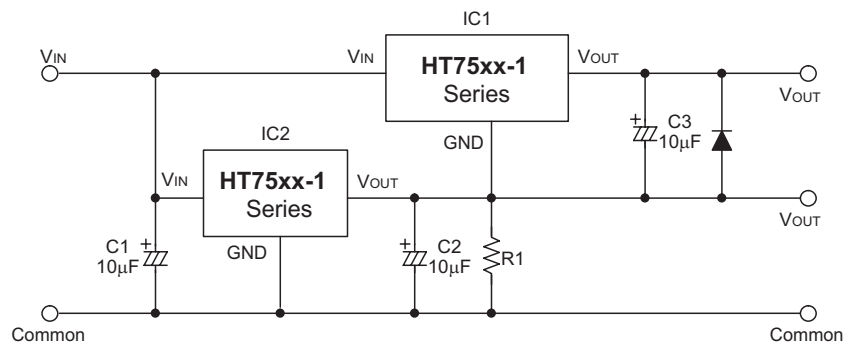 IC1
VIN
VIN
HT75xx-1
Series
VOUT
VOUT
GND
C3
10μF
IC2
VIN
HT75xx-1
Series
VOUT
VOUT
GND
C1
10μF
C2
10μF
R1
Common
Common
+
+
+